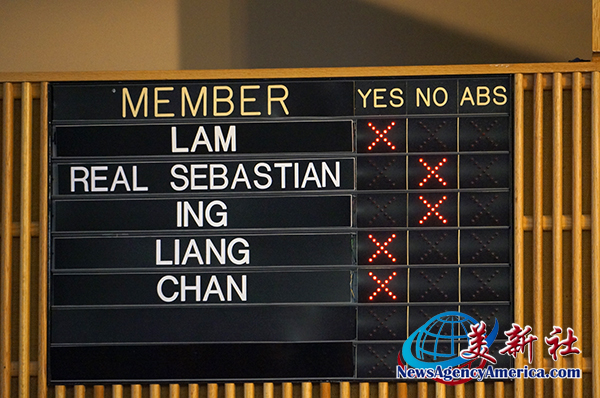 MEMBER YES NO ABS
LAM
REAL SEBASTIAN
ING
LIANG
CHAN
美新社
NewsAgencyAmerica.com